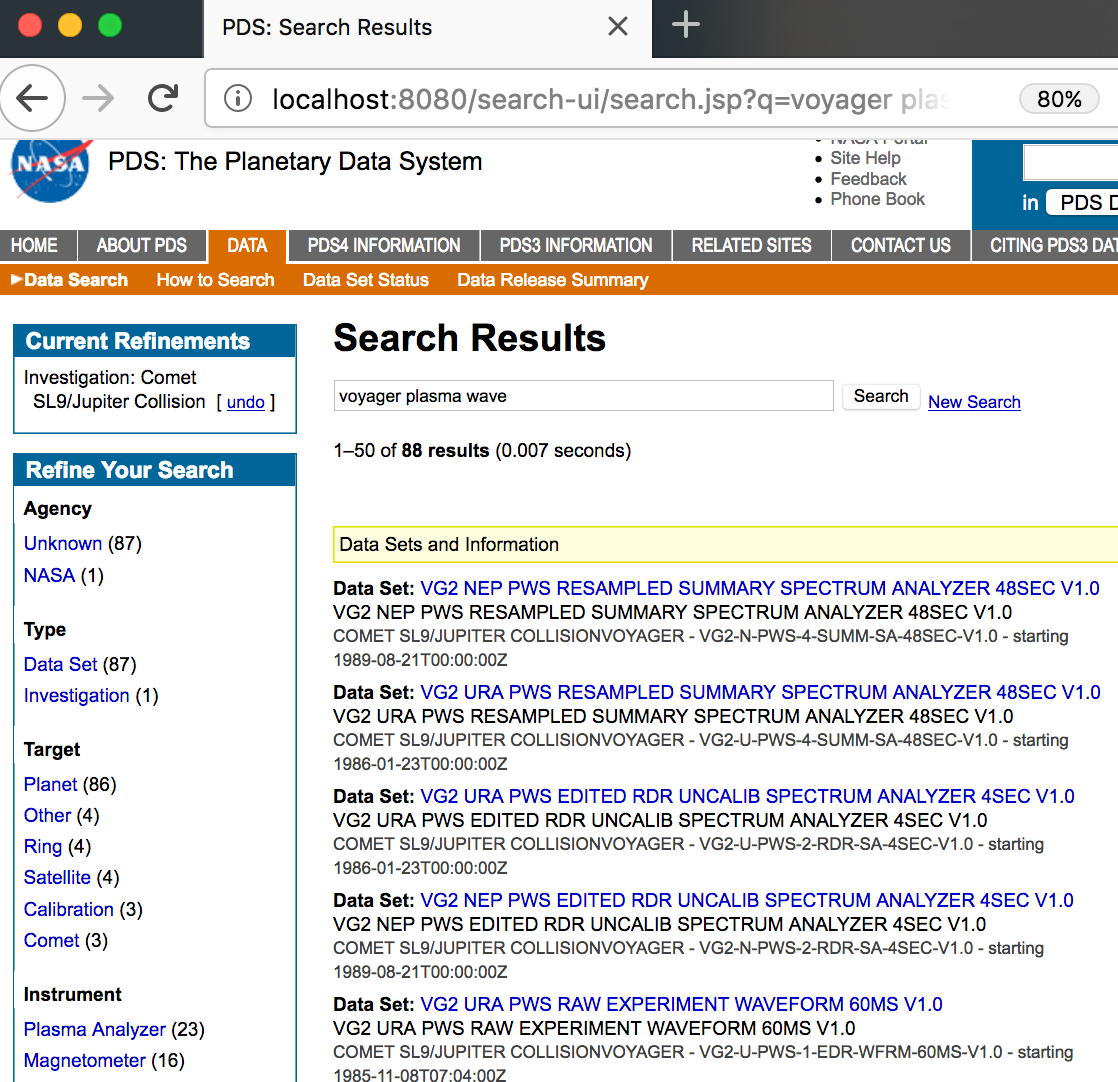 PDS: Search Results
localhost:8080/search-ui/search.jsp?q=voyager plas
80%
NASA
PDS: The Planetary Data System
NASA Portal
Site Help
Feedback
Phone Book
in PDS D
HOME ABOUT PDS DATA PDS4 INFORMATION PDS3 INFORMATION RELATED SITES CONTACT US CITING PDS3 DAT
Data Search How to Search Data Set Status Data Release Summary
Current Refinements
Investigation: Comet
SL9/Jupiter Collision [ undo ]
Refine Your Search
Agency
Unknown (87)
NASA (1)
Type
Data Set (87)
Investigation (1)
Target
Planet (86)
Other (4)
Ring (4)
Satellite (4)
Calibration (3)
Comet (3)
Instrument
Plasma Analyzer (23)
Magnetometer (16)
Search Results
voyager plasma wave
Search New Search
1–50 of 88 results (0.007 seconds)
Data Sets and Information
Data Set: VG2 NEP PWS RESAMPLED SUMMARY SPECTRUM ANALYZER 48SEC V1.0
VG2 NEP PWS RESAMPLED SUMMARY SPECTRUM ANALYZER 48SEC V1.0
COMET SL9/JUPITER COLLISIONVOYAGER - VG2-N-PWS-4-SUMM-SA-48SEC-V1.0 - starting
1989-08-21T00:00:00Z
Data Set: VG2 URA PWS RESAMPLED SUMMARY SPECTRUM ANALYZER 48SEC V1.0
VG2 URA PWS RESAMPLED SUMMARY SPECTRUM ANALYZER 48SEC V1.0
COMET SL9/JUPITER COLLISIONVOYAGER - VG2-U-PWS-4-SUMM-SA-48SEC-V1.0 - starting
1986-01-23T00:00:00Z
Data Set: VG2 URA PWS EDITED RDR UNCALIB SPECTRUM ANALYZER 4SEC V1.0
VG2 URA PWS EDITED RDR UNCALIB SPECTRUM ANALYZER 4SEC V1.0
COMET SL9/JUPITER COLLISIONVOYAGER - VG2-U-PWS-2-RDR-SA-4SEC-V1.0 - starting
1986-01-23T00:00:00Z
Data Set: VG2 NEP PWS EDITED RDR UNCALIB SPECTRUM ANALYZER 4SEC V1.0
VG2 NEP PWS EDITED RDR UNCALIB SPECTRUM ANALYZER 4SEC V1.0
COMET SL9/JUPITER COLLISIONVOYAGER - VG2-N-PWS-2-RDR-SA-4SEC-V1.0 - starting
1989-08-21T00:00:00Z
Data Set: VG2 URA PWS RAW EXPERIMENT WAVEFORM 60MS V1.0
VG2 URA PWS RAW EXPERIMENT WAVEFORM 60MS V1.0
COMET SL9/JUPITER COLLISIONVOYAGER - VG2-U-PWS-1-EDR-WFRM-60MS-V1.0 - starting
1985-11-08T07:04:00Z